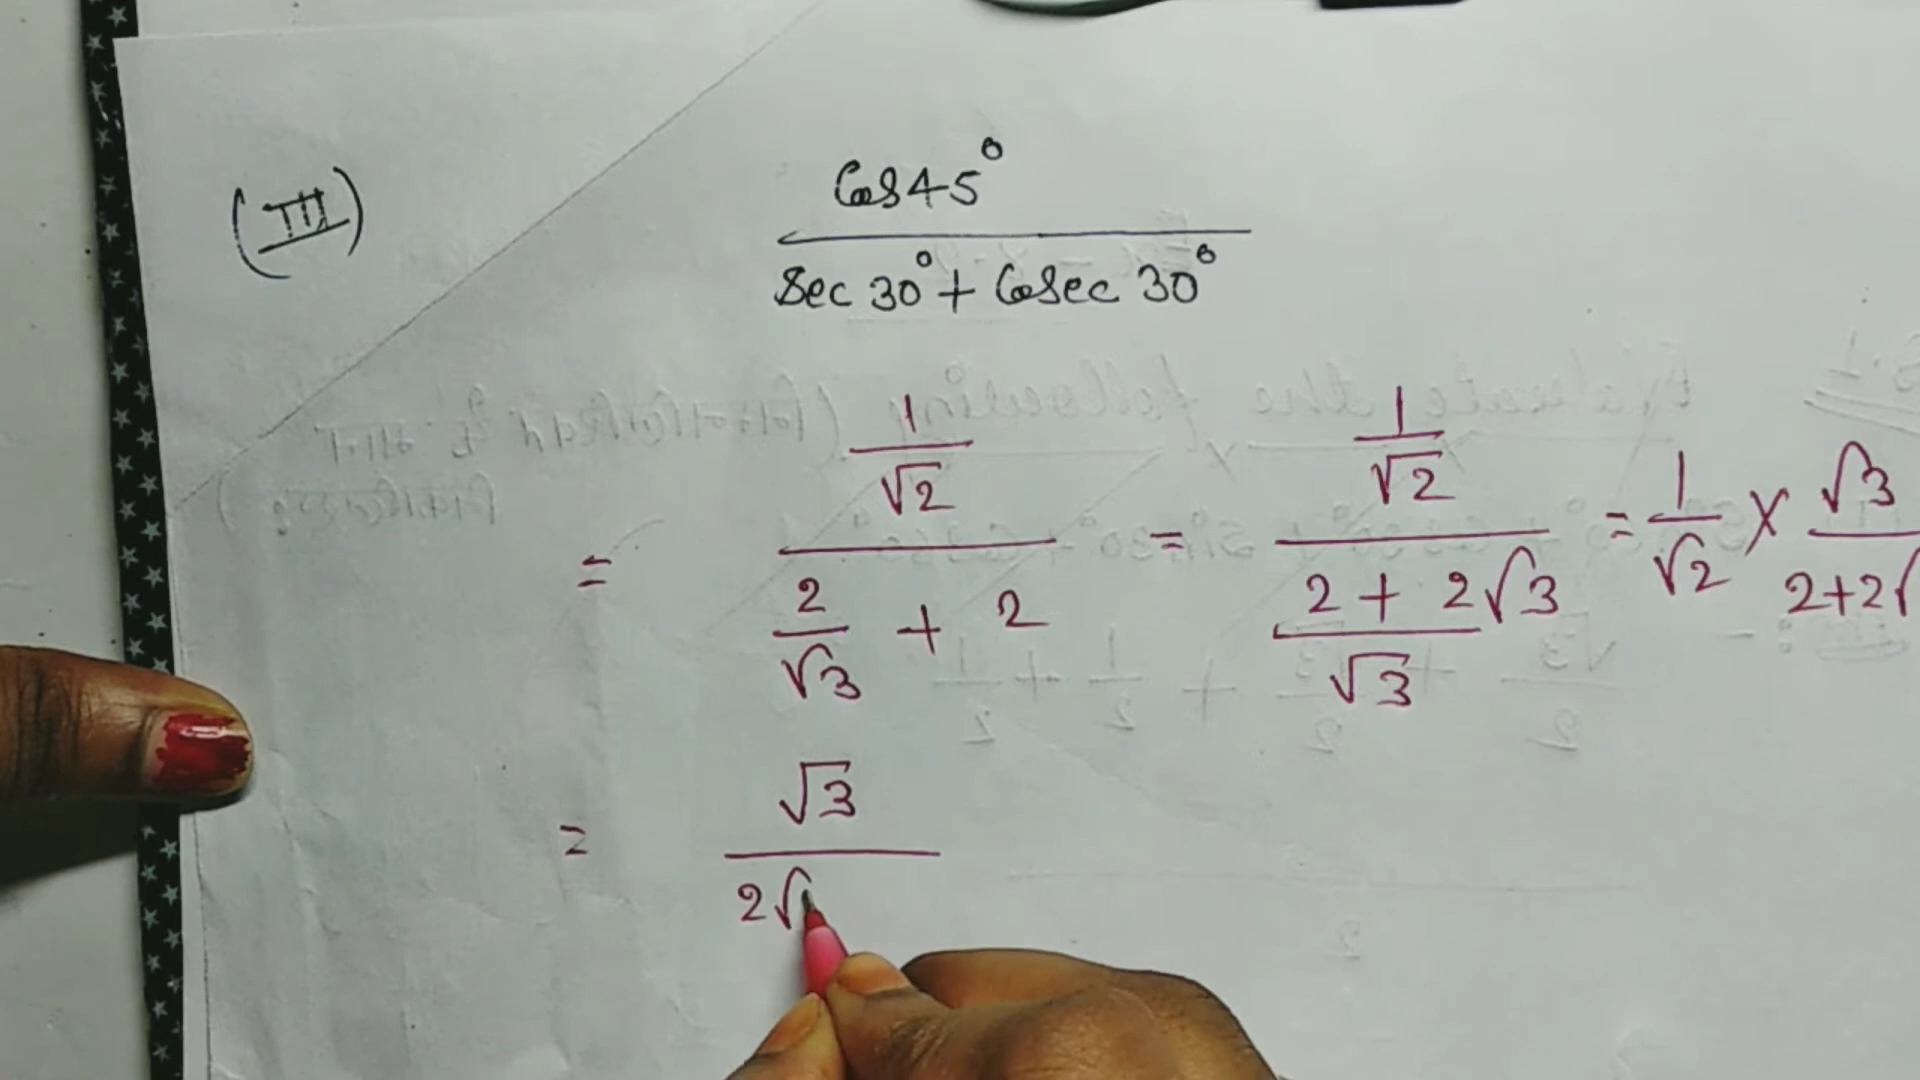 (III) Cos45° / Sec 30° + Cosec 30°
= (1/√2) / (2/√3 + 2) = (1/√2) / ((2 + 2√3)/√3) = 1/√2 × √3 / 2+2√
= √3 / 2√